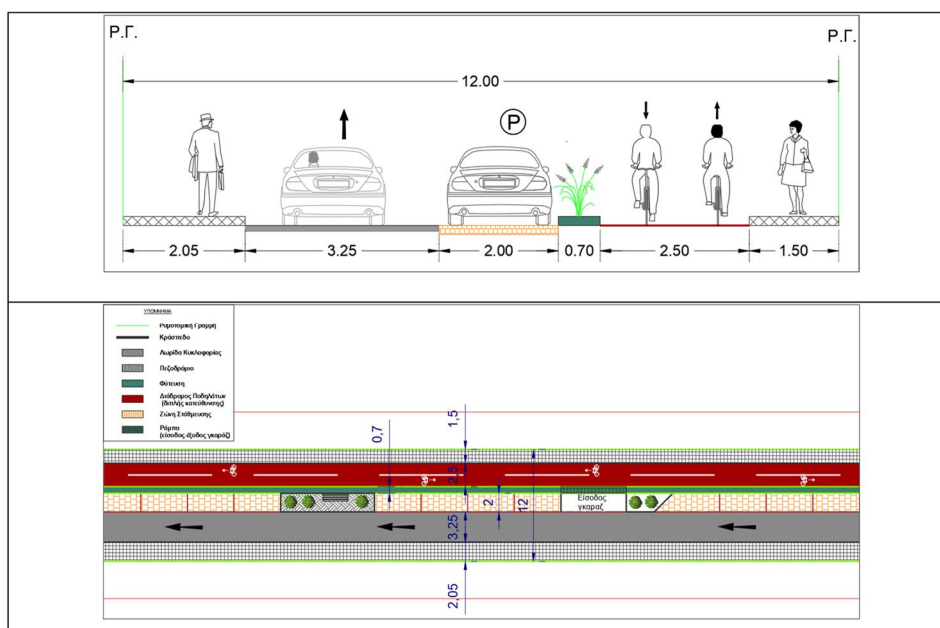 Ρ.Γ.
Ρ.Γ.
12.00
P
2.05
3.25
2.00
0.70
2.50
1.50
ΥΠΟΜΝΗΜΑ
Ρυμοτομική Γραμμή
Κράσπεδο
Λωρίδα Κυκλοφορίας
Πεζοδρόμιο
Φύτευση
Διάδρομος Ποδηλάτων
(διπλής κατεύθυνσης)
Ζώνη Στάθμευσης
Ράμπα
(είσοδος-έξοδος γκαράζ)
0,7
1,5
2,5
2
12
3,25
2,05
Είσοδος
γκαραζ